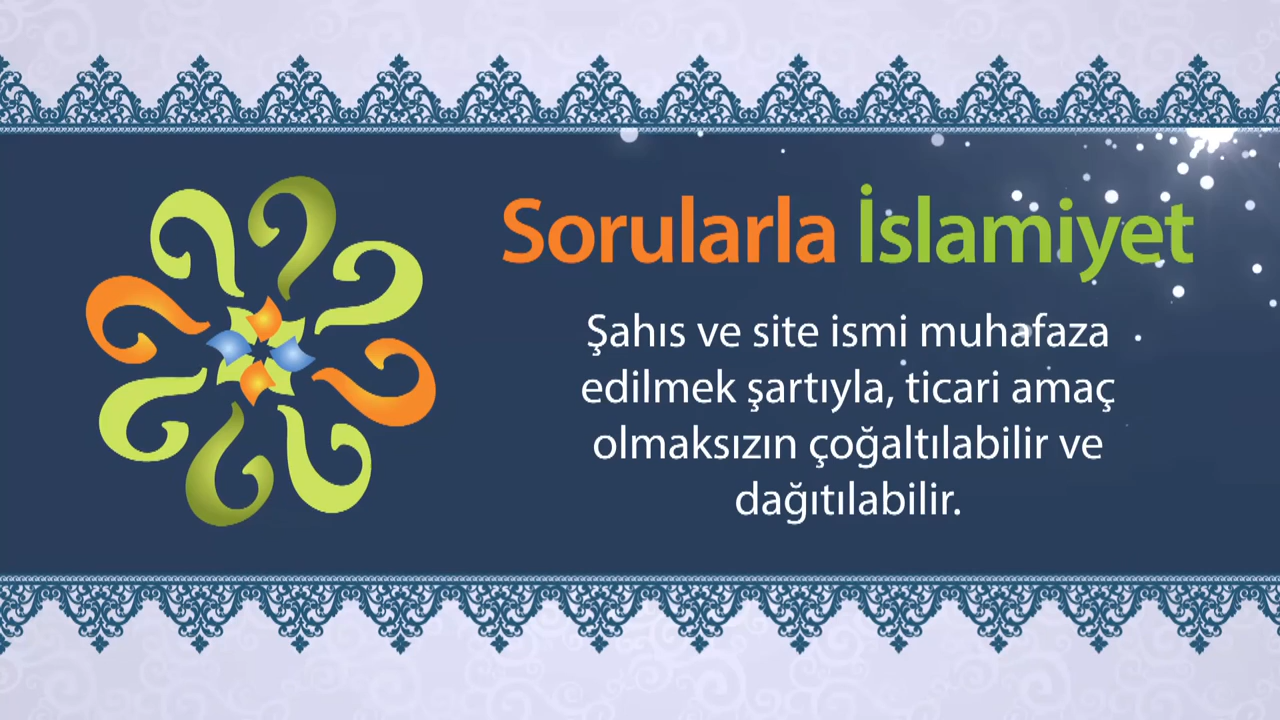 Sorularla İslamiyet
Şahıs ve site ismi muhafaza
edilmek şartıyla, ticari amaç
olmaksızın çoğaltılabilir ve
dağıtılabilir.